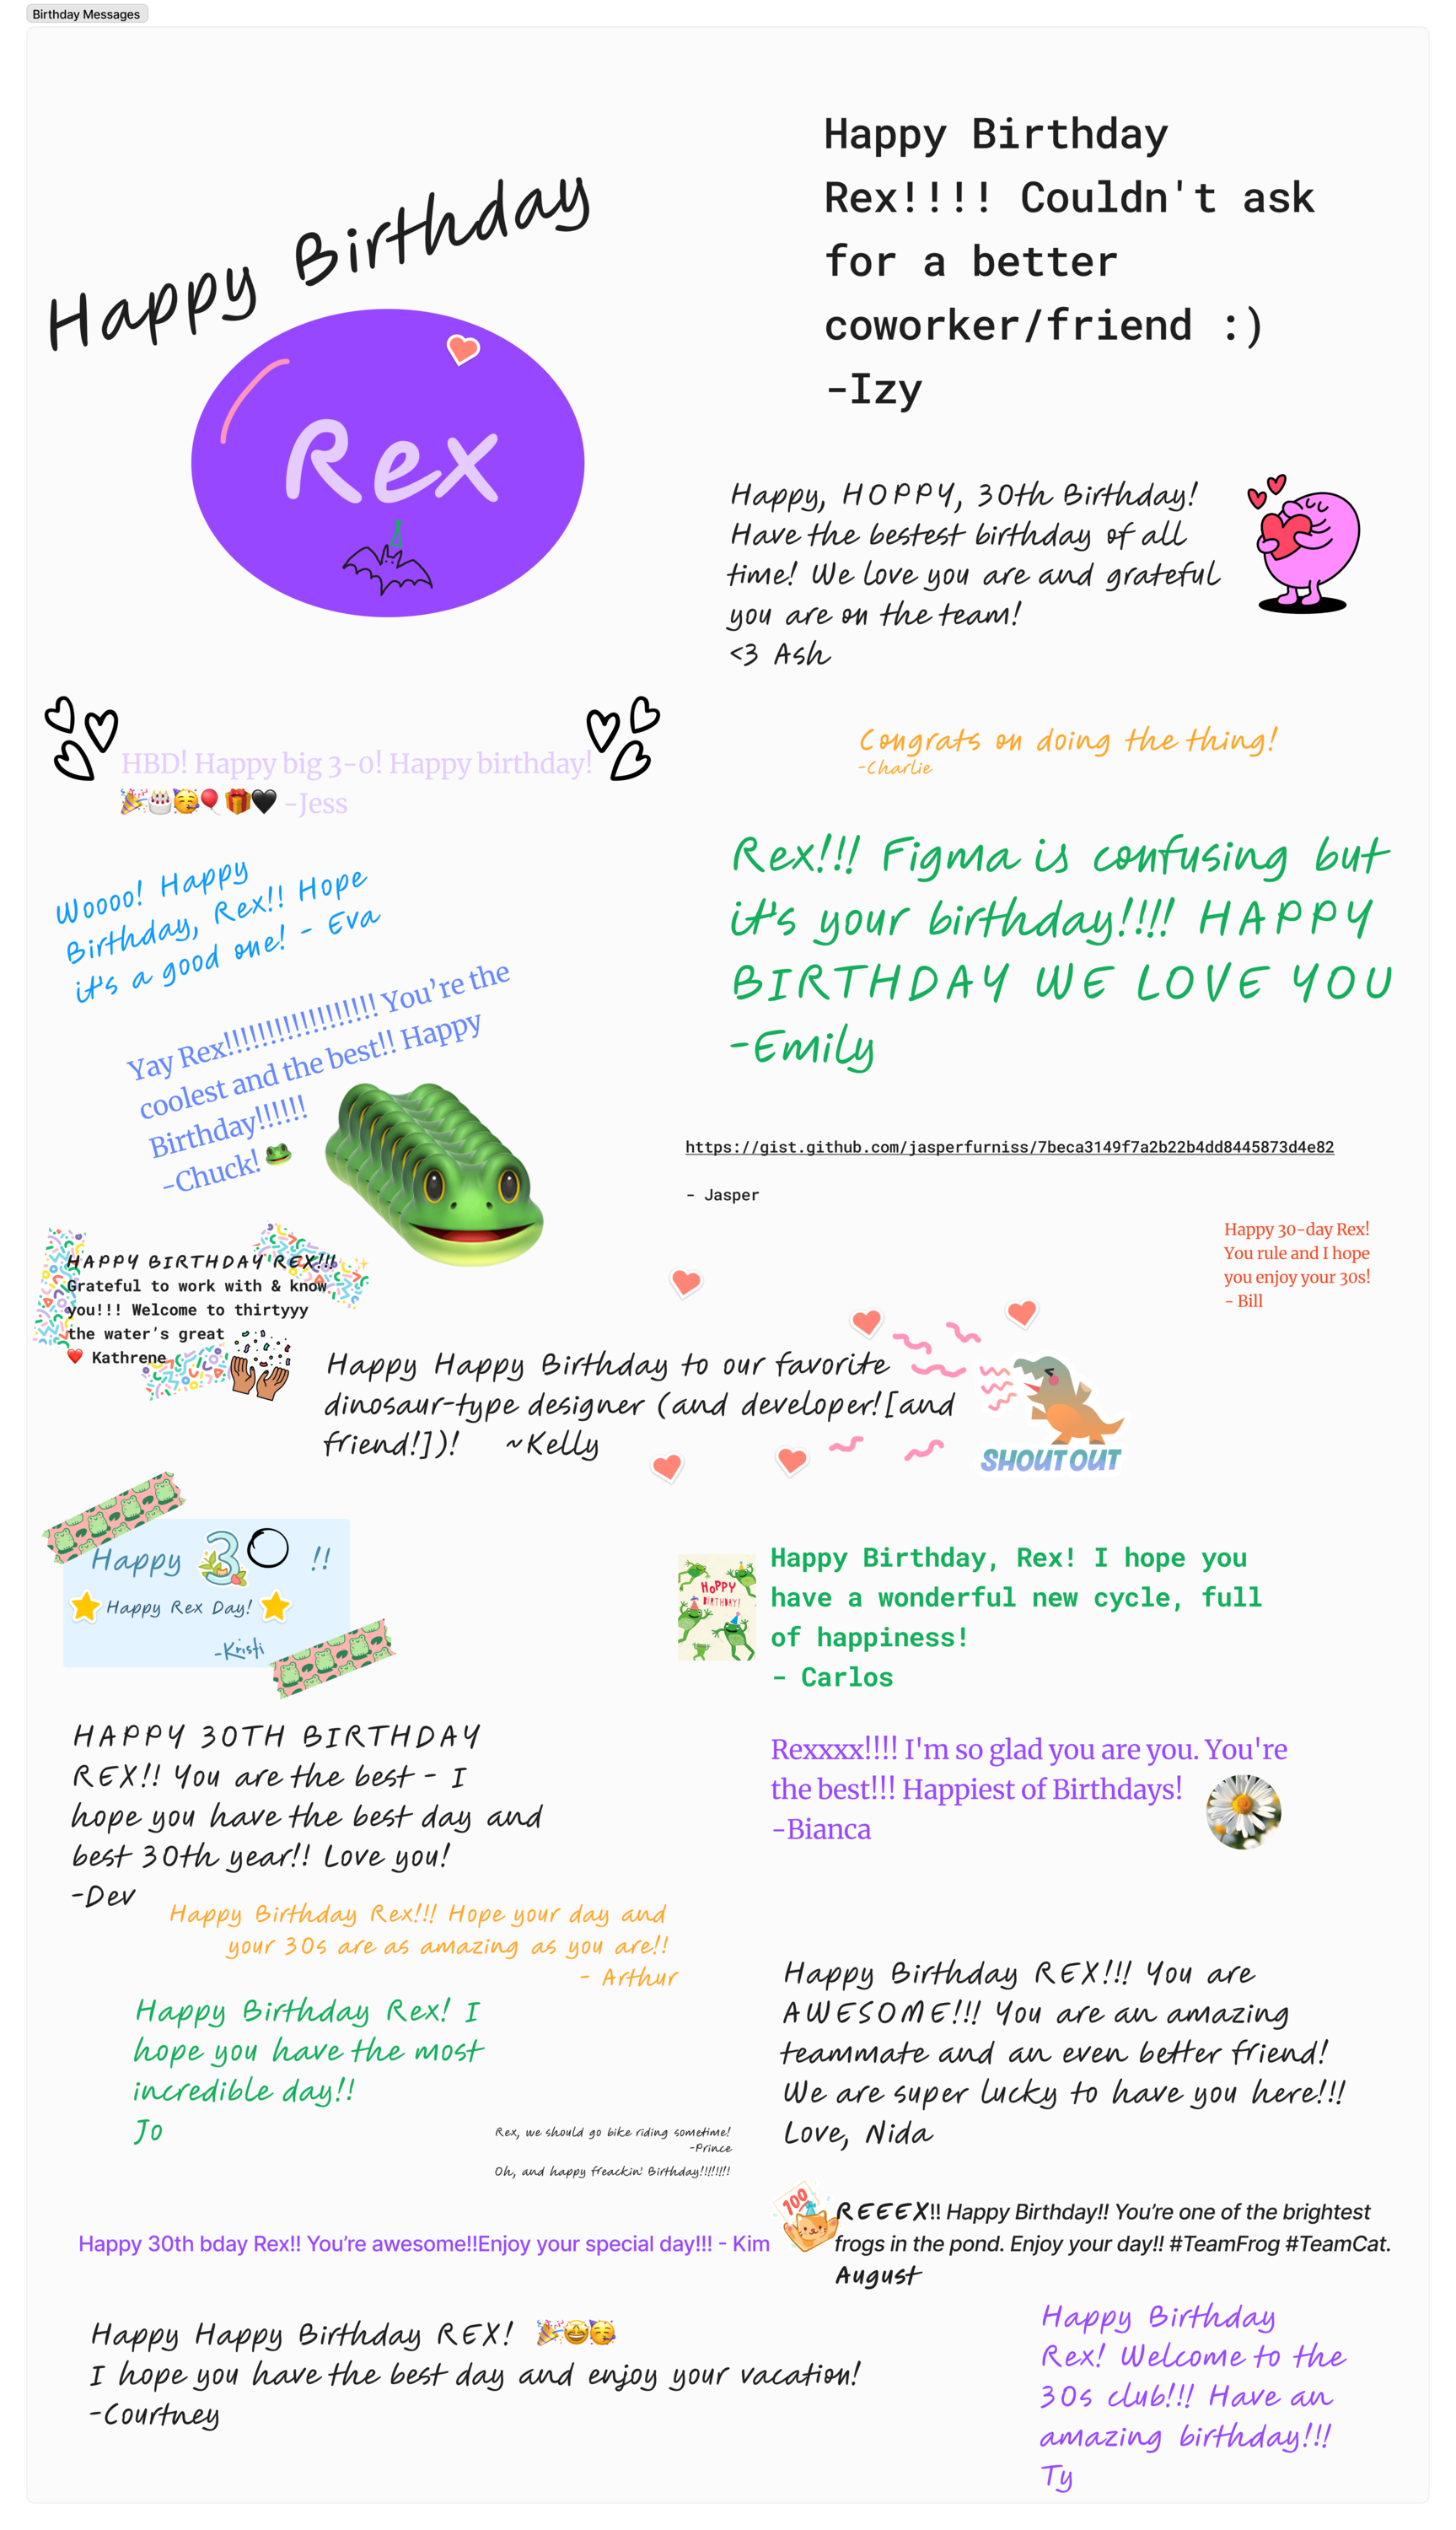 Birthday Messages
Happy Birthday
Rex
Happy Birthday
Rex!!!! Couldn't ask
for a better
coworker/friend :)
-Izy
Happy, HOPPY, 30th Birthday!
Have the bestest birthday of all
time! We love you are and grateful
you are on the team!
<3 Ash
HBD! Happy big 3-0! Happy birthday!
🎉🎂🥳🎈🎁🖤 -Jess
Congrats on doing the thing!
-Charlie
Woooo! Happy
Birthday, Rex!! Hope
it's a good one! - Eva
Rex!!! Figma is confusing but
it's your birthday!!!! HAPPY
BIRTHDAY WE LOVE YOU
-Emily
Yay Rex!!!!!!!!!!!!!!!!!!! You're the
coolest and the best!! Happy
Birthday!!!!!!
-Chuck! 🐸
https://gist.github.com/jasperfurniss/7beca3149f7a2b22b4dd8445873d4e82
- Jasper
Happy 30-day Rex!
You rule and I hope
you enjoy your 30s!
- Bill
HAPPY BIRTHDAY REX!!!
Grateful to work with & know
you!!! Welcome to thirtyyy
the water's great
❤️ Kathrene
Happy Happy Birthday to our favorite
dinosaur-type designer (and developer![and
friend!])! ~Kelly
SHOUT OUT
Happy 30 !!
Happy Rex Day!
-Kristi
HOPPY
BIRTHDAY!
Happy Birthday, Rex! I hope you
have a wonderful new cycle, full
of happiness!
- Carlos
HAPPY 30TH BIRTHDAY
REX!! You are the best - I
hope you have the best day and
best 30th year!! Love you!
-Dev
Rexxxx!!!! I'm so glad you are you. You're
the best!!! Happiest of Birthdays!
-Bianca
Happy Birthday Rex!!! Hope your day and
your 30s are as amazing as you are!!
- Arthur
Happy Birthday Rex! I
hope you have the most
incredible day!!
Jo
Happy Birthday REX!!! You are
AWESOME!!! You are an amazing
teammate and an even better friend!
We are super lucky to have you here!!!
Love, Nida
Rex, we should go bike riding sometime!
-Prince
Oh, and happy freackin' Birthday!!!!!!!!
Happy 30th bday Rex!! You're awesome!!Enjoy your special day!!! - Kim
100
REEEX!! Happy Birthday!! You're one of the brightest
frogs in the pond. Enjoy your day!! #TeamFrog #TeamCat.
August
Happy Happy Birthday REX! 🎉🤩🥳
I hope you have the best day and enjoy your vacation!
-Courtney
Happy Birthday
Rex! Welcome to the
30s club!!! Have an
amazing birthday!!!
Ty